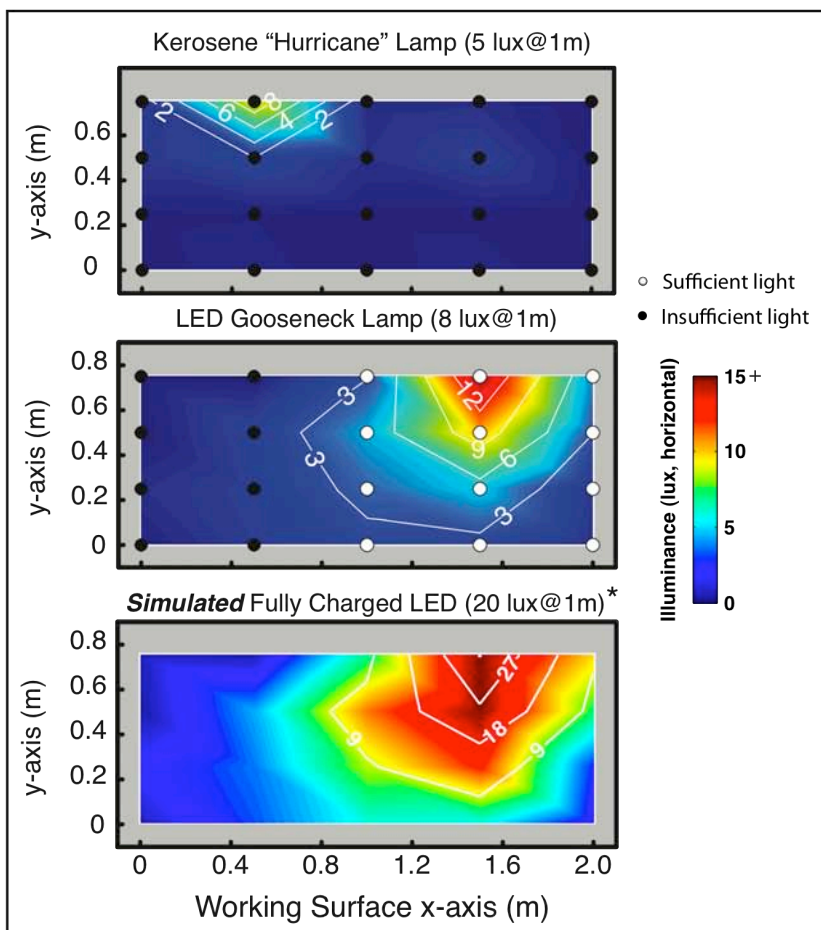 Kerosene “Hurricane” Lamp (5 lux@1m)
2 6 8 4 2
y-axis (m)
0.6
0.4
0.2
0
○ Sufficient light
● Insufficient light
LED Gooseneck Lamp (8 lux@1m)
0.8
0.6
0.4
0.2
0
y-axis (m)
3
12
3
9
6
3
Illuminance (lux, horizontal)
15+
10
5
0
Simulated Fully Charged LED (20 lux@1m)*
0.8
0.6
0.4
0.2
0
y-axis (m)
27
18
9
9
0 0.4 0.8 1.2 1.6 2.0
Working Surface x-axis (m)